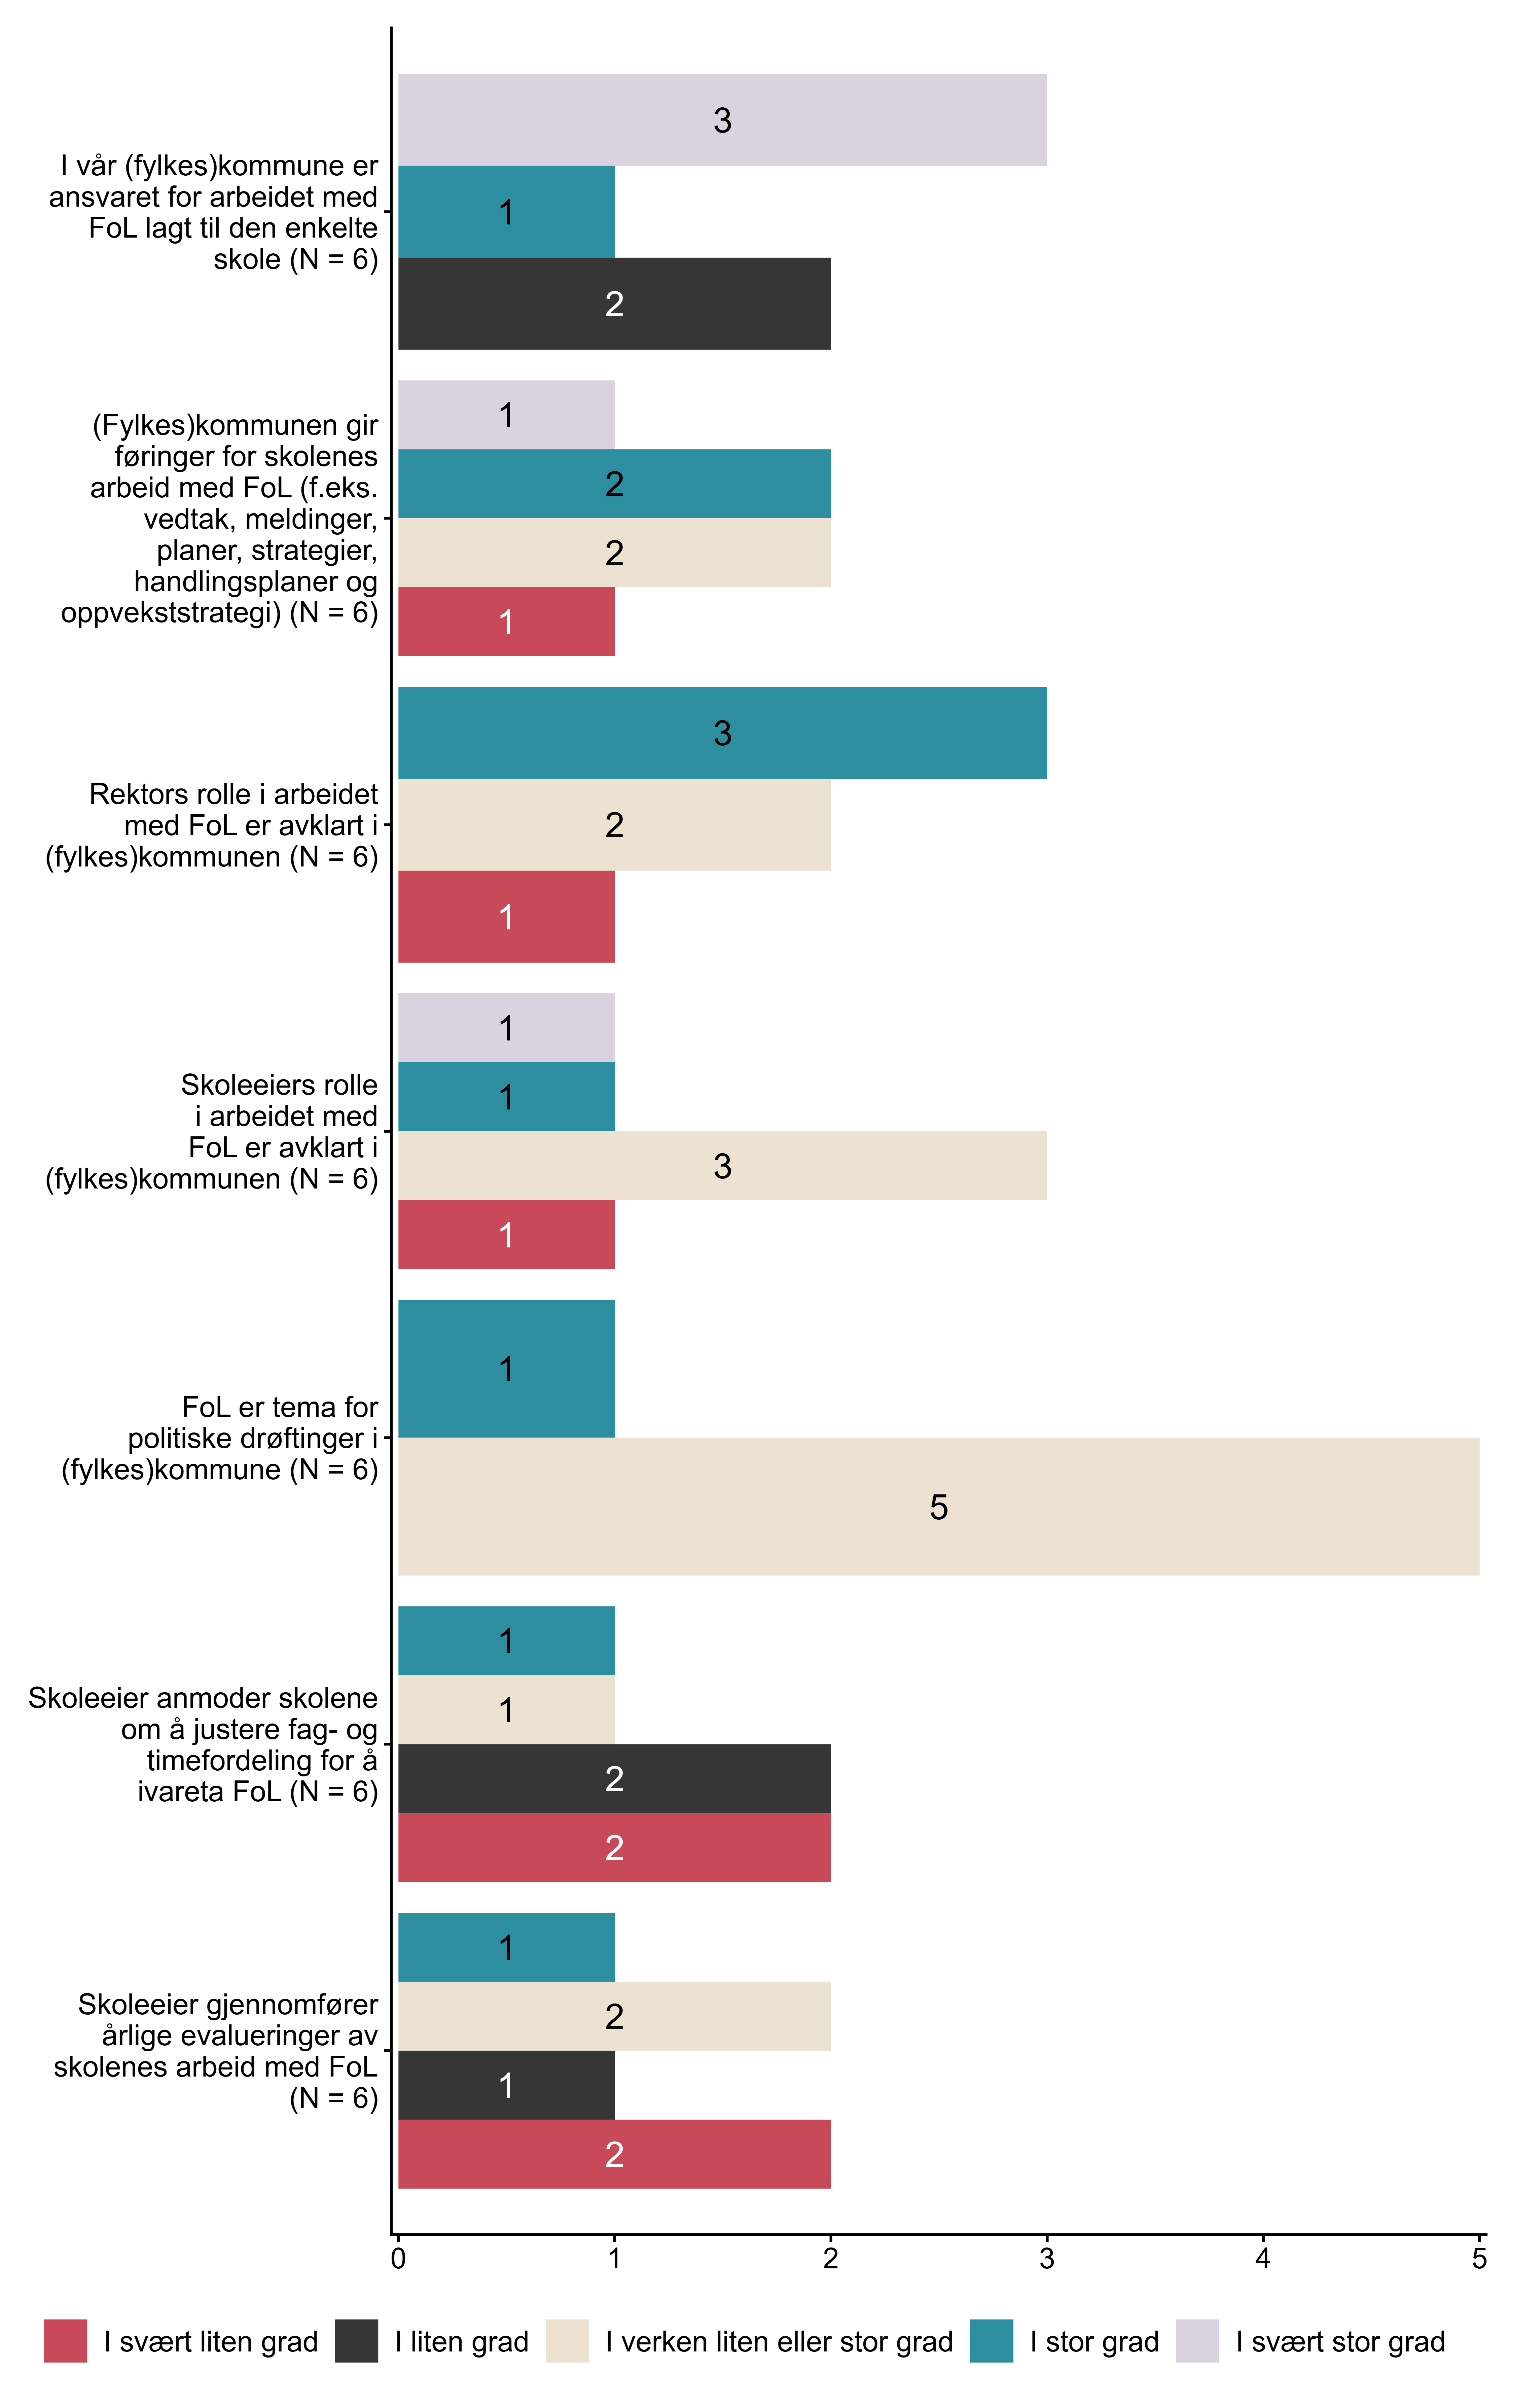 I vår (fylkes)kommune er
ansvaret for arbeidet med
FoL lagt til den enkelte
skole (N = 6)
3
1
2
(Fylkes)kommunen gir
føringer for skolenes
arbeid med FoL (f.eks.
vedtak, meldinger,
planer, strategier,
handlingsplaner og
oppvekststrategi) (N = 6)
1
2
2
1
Rektors rolle i arbeidet
med FoL er avklart i
(fylkes)kommunen (N = 6)
3
2
1
Skoleeiers rolle
i arbeidet med
FoL er avklart i
(fylkes)kommunen (N = 6)
1
1
3
1
FoL er tema for
politiske drøftinger i
(fylkes)kommune (N = 6)
1
5
Skoleeier anmoder skolene
om å justere fag- og
timefordeling for å
ivareta FoL (N = 6)
1
1
2
2
Skoleeier gjennomfører
årlige evalueringer av
skolenes arbeid med FoL
(N = 6)
1
2
1
2
0 1 2 3 4 5
I svært liten grad I liten grad I verken liten eller stor grad I stor grad I svært stor grad